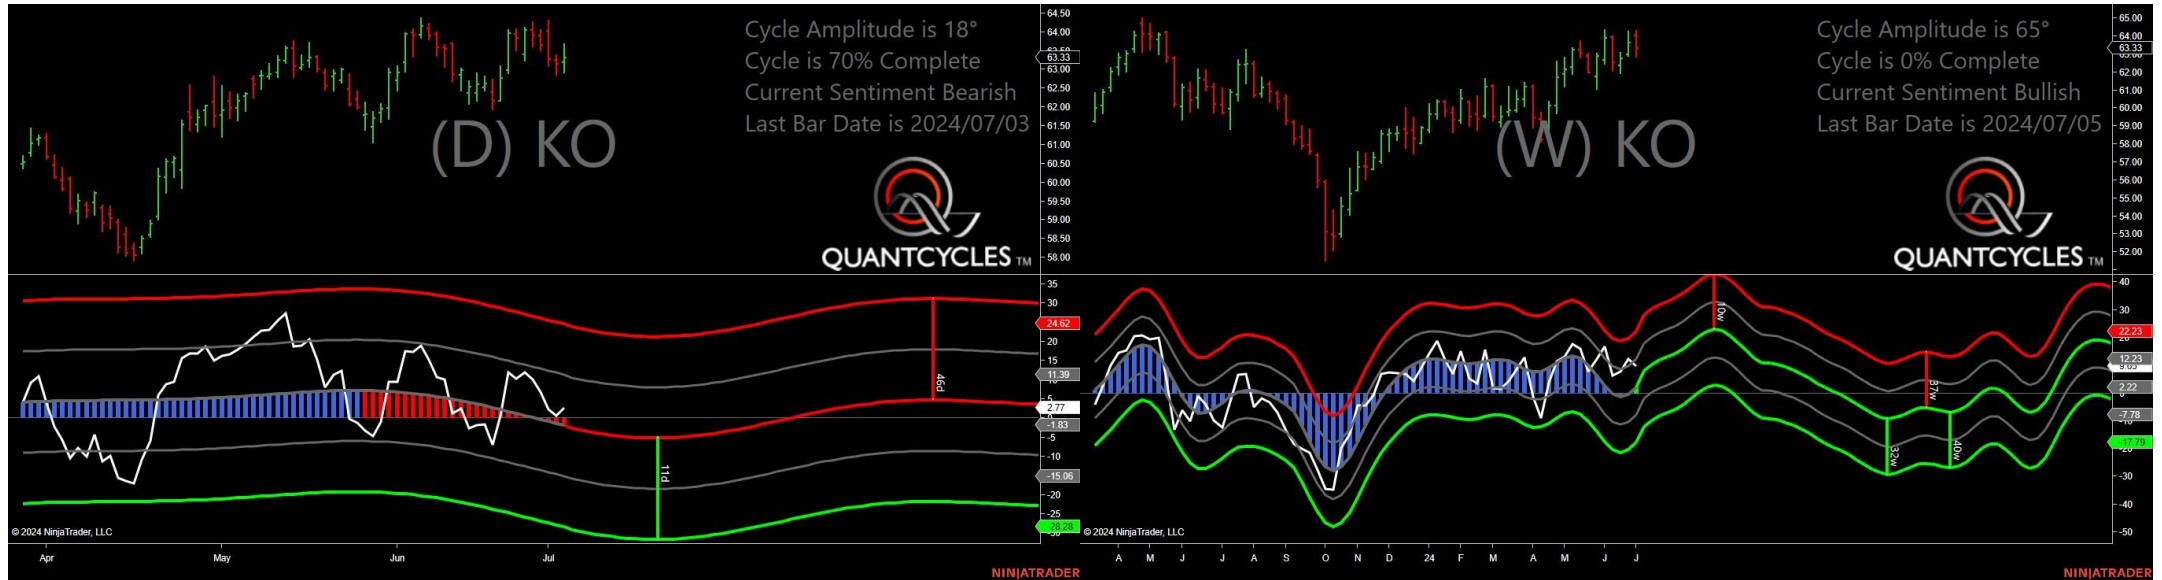 Cycle Amplitude is 18°
Cycle is 70% Complete
Current Sentiment Bearish
Last Bar Date is 2024/07/03
(D) KO
QUANTCYCLES TM
64.50
64.00
63.33
63.00
62.50
62.00
61.50
61.00
60.50
60.00
59.50
59.00
58.50
58.00
35
30
24.62
20
15
11.39
5
2.77
-1.83
-5
-10
-15.06
-20
-25
-28.28
46d
11d
© 2024 NinjaTrader, LLC
Apr May Jun Jul
NINJATRADER
Cycle Amplitude is 65°
Cycle is 0% Complete
Current Sentiment Bullish
Last Bar Date is 2024/07/05
(W) KO
QUANTCYCLES TM
65.00
64.00
63.33
62.00
61.00
60.00
59.00
58.00
57.00
56.00
55.00
54.00
53.00
52.00
40
30
22.23
12.23
9.05
2.22
-7.78
-17.79
-20
-30
-40
-50
10w
37w
32w
40w
© 2024 NinjaTrader, LLC
A M J J A S O N D 24 F M A M J J
NINJATRADER